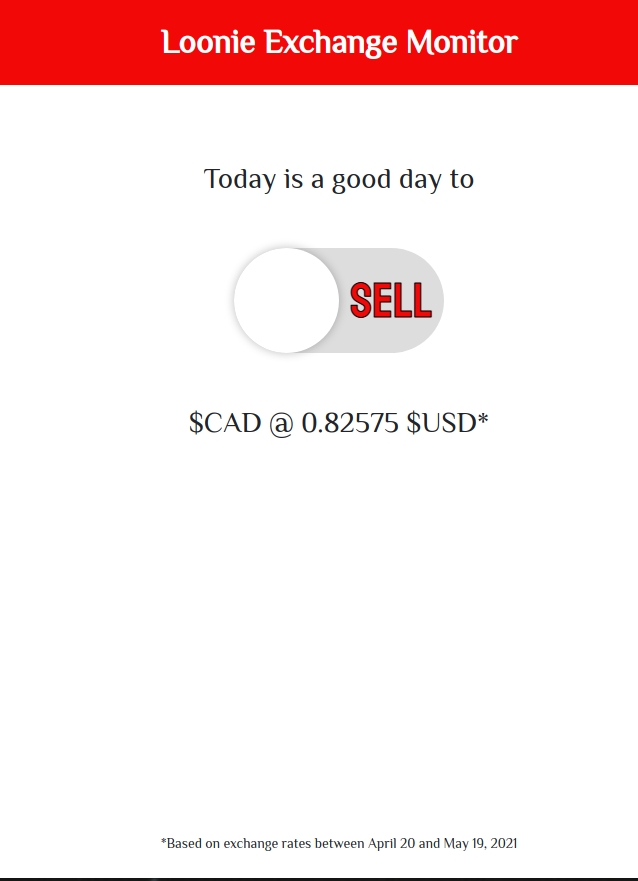 Loonie Exchange Monitor
Today is a good day to
SELL
$CAD @ 0.82575 $USD*
*Based on exchange rates between April 20 and May 19, 2021